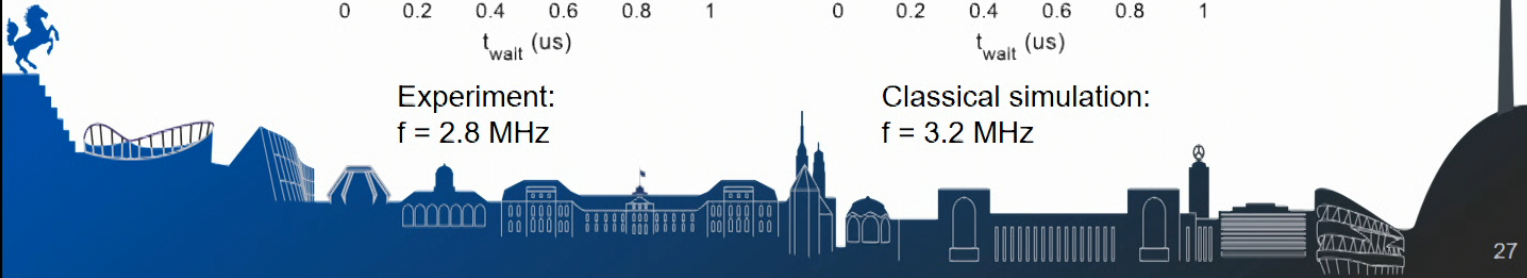 0 0.2 0.4 0.6 0.8 1
t_wait (us)
0 0.2 0.4 0.6 0.8 1
t_wait (us)
Experiment:
f = 2.8 MHz
Classical simulation:
f = 3.2 MHz
27